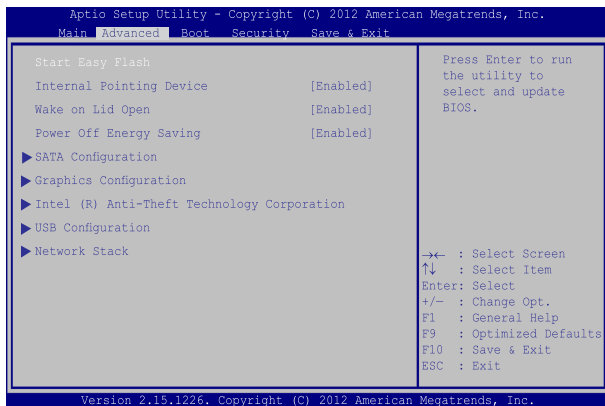 Aptio Setup Utility - Copyright (C) 2012 American Megatrends, Inc.
Main Advanced Boot Security Save & Exit
Start Easy Flash
Internal Pointing Device [Enabled]
Wake on Lid Open [Enabled]
Power Off Energy Saving [Enabled]
SATA Configuration
Graphics Configuration
Intel (R) Anti-Theft Technology Corporation
USB Configuration
Network Stack
Press Enter to run
the utility to
select and update
BIOS.
→← : Select Screen
↑↓ : Select Item
Enter: Select
+/— : Change Opt.
F1 : General Help
F9 : Optimized Defaults
F10 : Save & Exit
ESC : Exit
Version 2.15.1226. Copyright (C) 2012 American Megatrends, Inc.